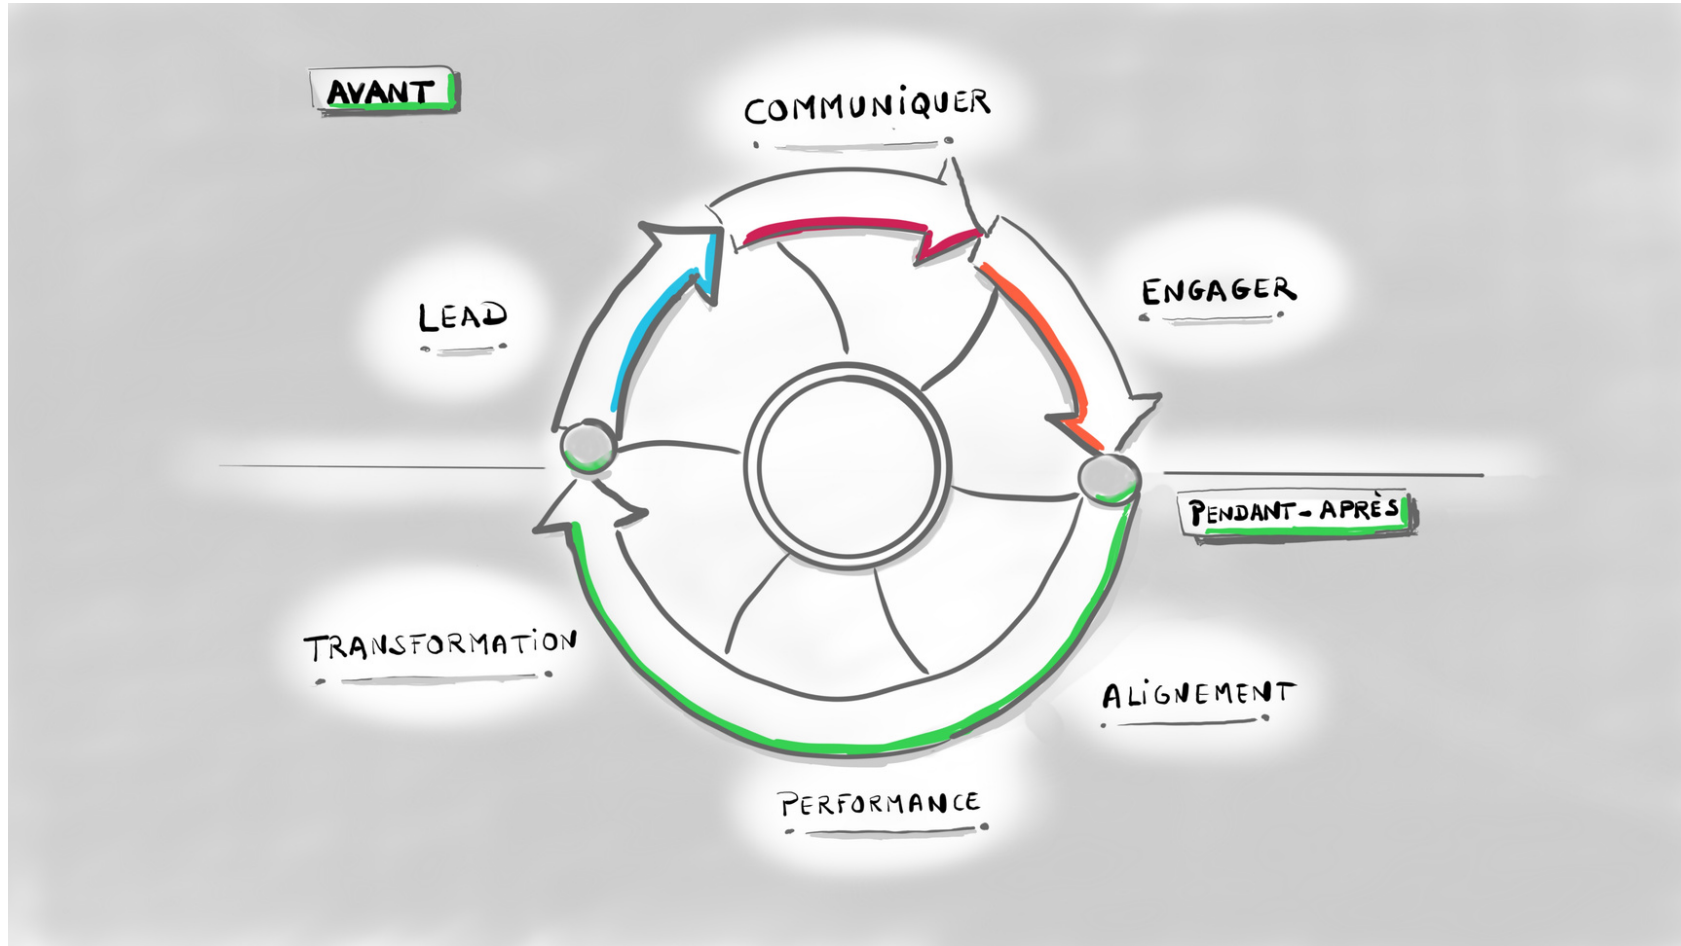 AVANT
COMMUNiQUER
LEAD
ENGAGER
PENDANT-APRÈS
TRANSFORMATiON
ALiGNEMENT
PERFORMANCE